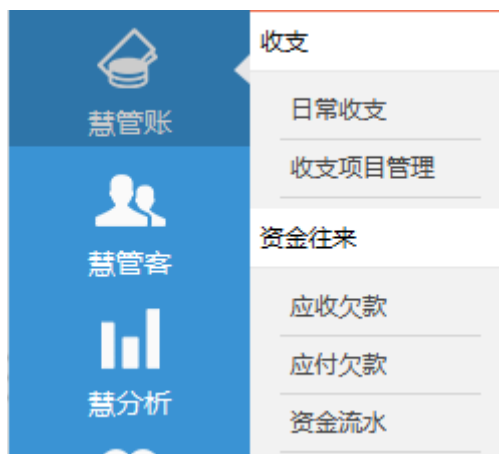 慧管账
慧管客
慧分析
收支
日常收支
收支项目管理
资金往来
应收欠款
应付欠款
资金流水